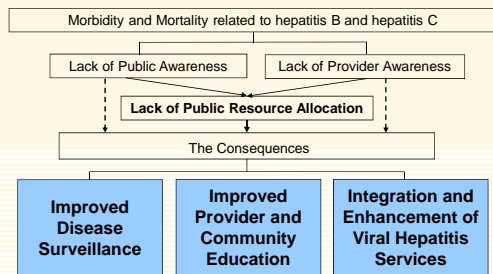 Morbidity and Mortality related to hepatitis B and hepatitis C
Lack of Public Awareness
Lack of Provider Awareness
Lack of Public Resource Allocation
The Consequences
Improved
Disease
Surveillance
Improved
Provider and
Community
Education
Integration and
Enhancement of
Viral Hepatitis
Services